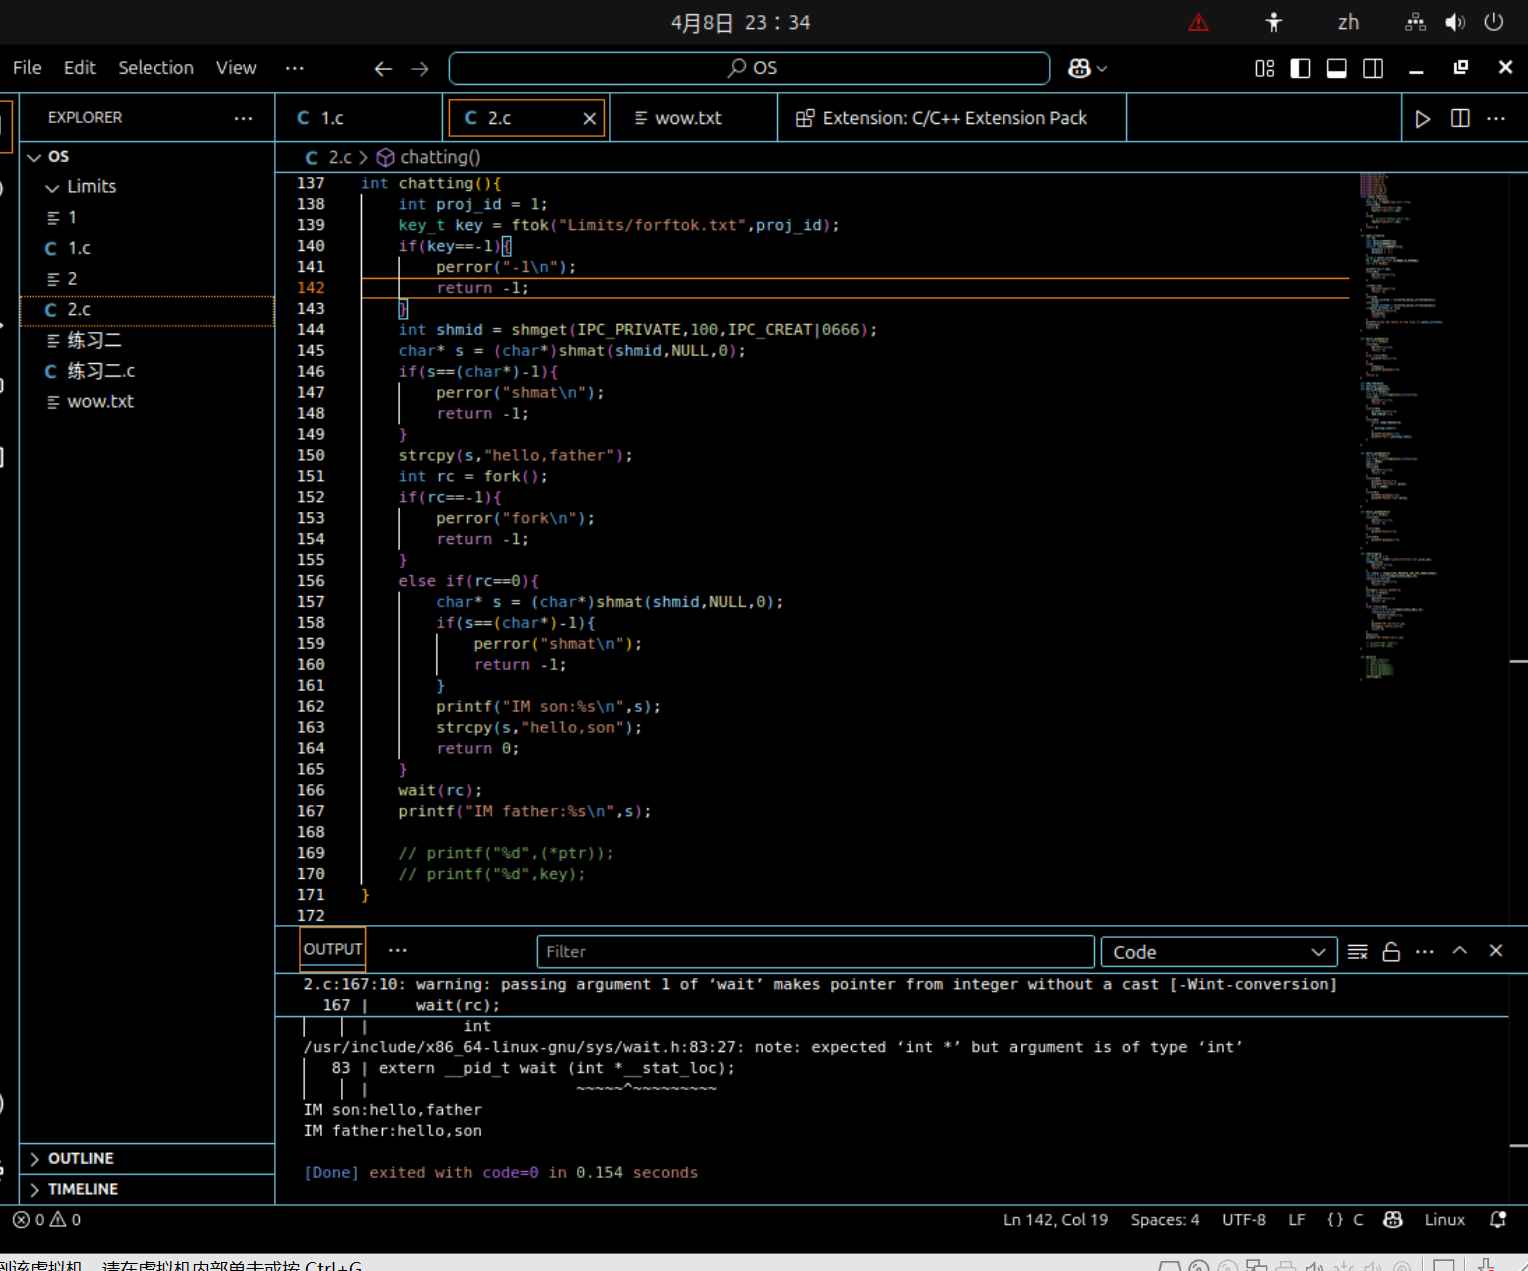 4月8日 23：34
zh
File Edit Selection View ···
OS
EXPLORER ···
1.c
2.c
wow.txt
Extension: C/C++ Extension Pack
OS
Limits
1
1.c
2
2.c
练习二
练习二.c
wow.txt
2.c > chatting()
137 int chatting(){
138 int proj_id = 1;
139 key_t key = ftok("Limits/forftok.txt",proj_id);
140 if(key==-1){
141 perror("-1\n");
142 return -1;
143 }
144 int shmid = shmget(IPC_PRIVATE,100,IPC_CREAT|0666);
145 char* s = (char*)shmat(shmid,NULL,0);
146 if(s==(char*)-1){
147 perror("shmat\n");
148 return -1;
149 }
150 strcpy(s,"hello,father");
151 int rc = fork();
152 if(rc==-1){
153 perror("fork\n");
154 return -1;
155 }
156 else if(rc==0){
157 char* s = (char*)shmat(shmid,NULL,0);
158 if(s==(char*)-1){
159 perror("shmat\n");
160 return -1;
161 }
162 printf("IM son:%s\n",s);
163 strcpy(s,"hello,son");
164 return 0;
165 }
166 wait(rc);
167 printf("IM father:%s\n",s);
168
169 // printf("%d",(*ptr));
170 // printf("%d",key);
171 }
172
OUTPUT ··· Filter Code
2.c:167:10: warning: passing argument 1 of ‘wait’ makes pointer from integer without a cast [-Wint-conversion]
167 | wait(rc);
| int
/usr/include/x86_64-linux-gnu/sys/wait.h:83:27: note: expected ‘int *’ but argument is of type ‘int’
83 | extern __pid_t wait (int *__stat_loc);
| ~~~~~^~~~~~~~~~
IM son:hello,father
IM father:hello,son
[Done] exited with code=0 in 0.154 seconds
OUTLINE
TIMELINE
0 0
Ln 142, Col 19 Spaces: 4 UTF-8 LF {} C Linux
到该虚拟机，请在虚拟机内部单击或按 Ctrl+G